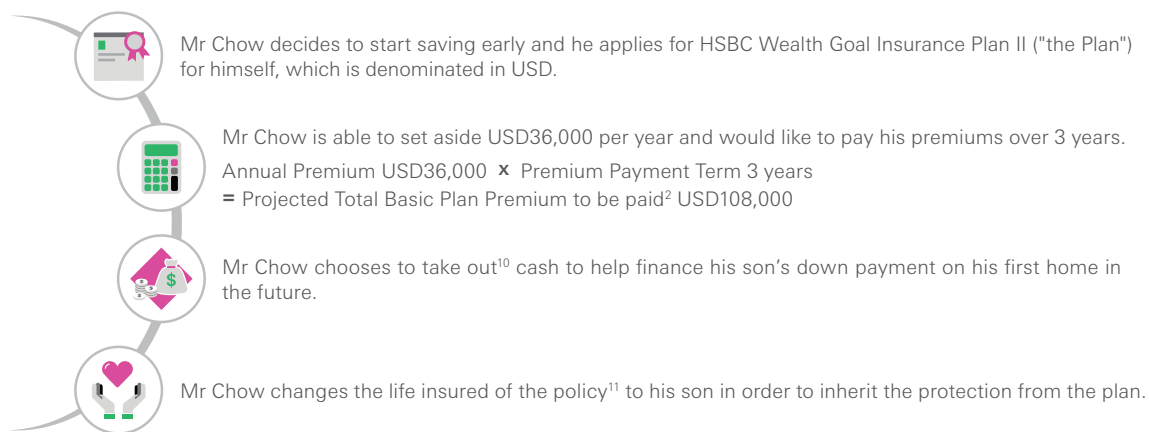 Mr Chow decides to start saving early and he applies for HSBC Wealth Goal Insurance Plan II ("the Plan")
for himself, which is denominated in USD.
Mr Chow is able to set aside USD36,000 per year and would like to pay his premiums over 3 years.
Annual Premium USD36,000 x Premium Payment Term 3 years
= Projected Total Basic Plan Premium to be paid² USD108,000
$
Mr Chow chooses to take out¹⁰ cash to help finance his son’s down payment on his first home in
the future.
Mr Chow changes the life insured of the policy¹¹ to his son in order to inherit the protection from the plan.